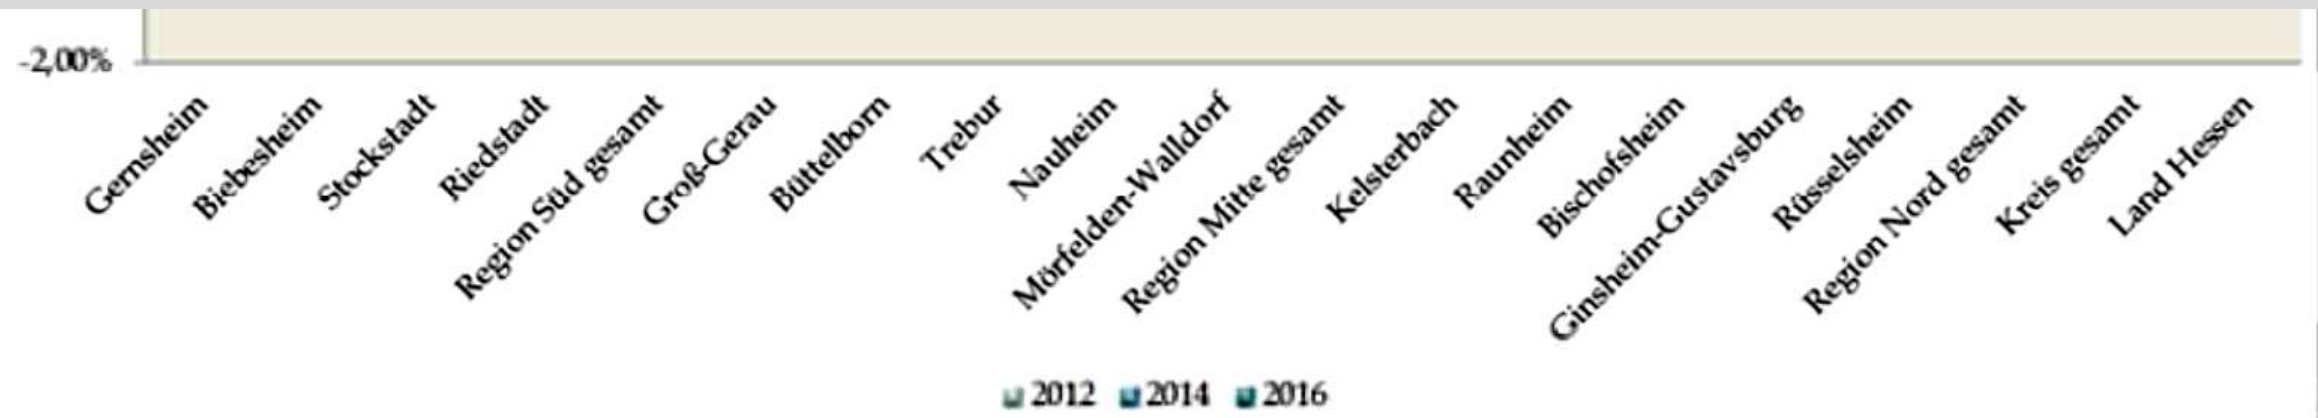 -2,00%
Gernsheim
Biebesheim
Stockstadt
Riedstadt
Region Süd gesamt
Groß-Gerau
Büttelborn
Trebur
Nauheim
Mörfelden-Walldorf
Region Mitte gesamt
Kelsterbach
Raunheim
Bischofsheim
Ginsheim-Gustavsburg
Rüsselsheim
Region Nord gesamt
Kreis gesamt
Land Hessen
2012 2014 2016